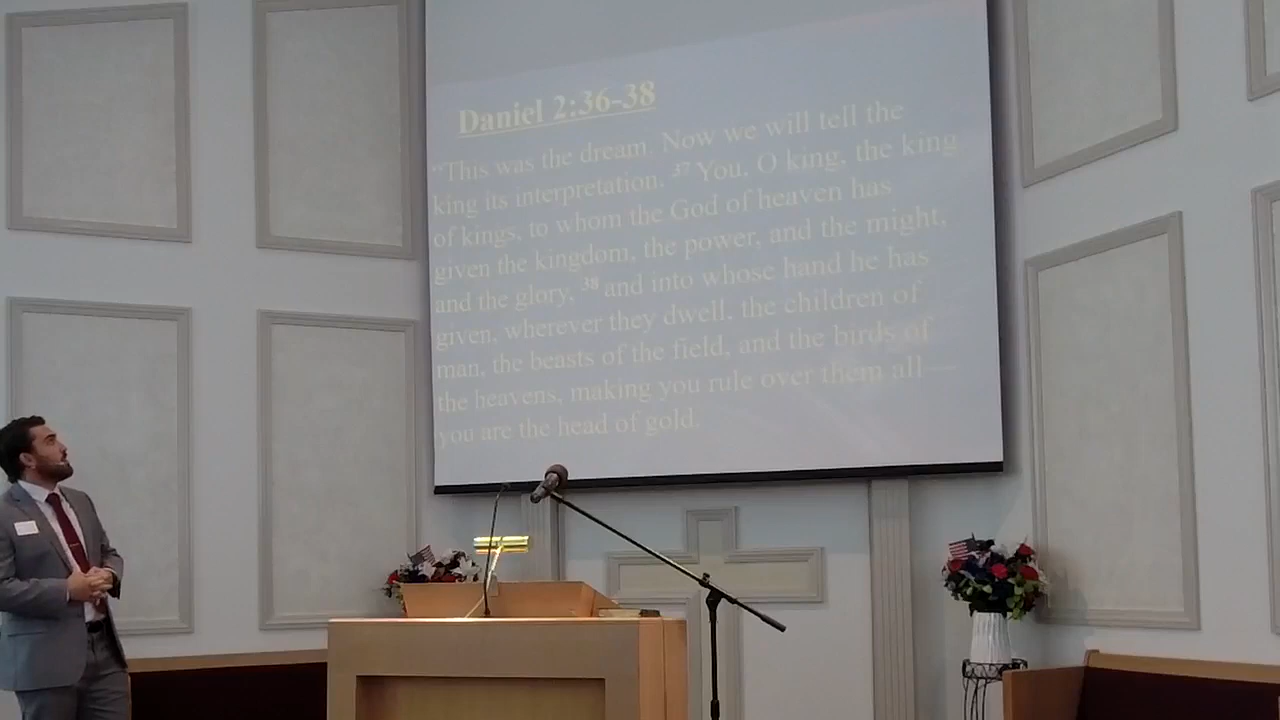 Daniel 2:36-38
"This was the dream. Now we will tell the
king its interpretation. 37 You, O king, the king
of kings, to whom the God of heaven has
given the kingdom, the power, and the might,
and the glory, 38 and into whose hand he has
given, wherever they dwell, the children of
man, the beasts of the field, and the birds of
the heavens, making you rule over them all—
you are the head of gold.